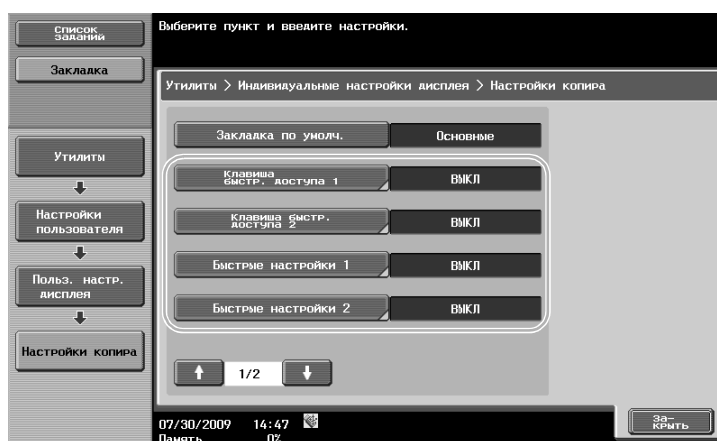 Список
заданий
Выберите пункт и введите настройки.
Закладка
Утилиты > Индивидуальные настройки дисплея > Настройки копира
Закладка по умолч.
Основные
Утилиты
Клавиша
быстр. доступа 1
ВЫКЛ
Настройки
пользователя
Клавиша быстр.
доступа 2
ВЫКЛ
Польз. настр.
дисплея
Быстрые настройки 1
ВЫКЛ
Быстрые настройки 2
ВЫКЛ
Настройки копира
1/2
07/30/2009 14:47
Память 0%
За-
крыть